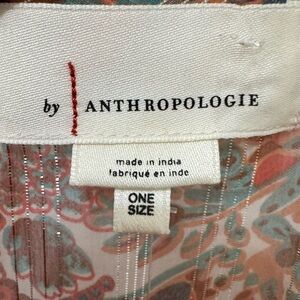 by ANTHROPOLOGIE
made in india
fabriqué en inde
ONE
SIZE